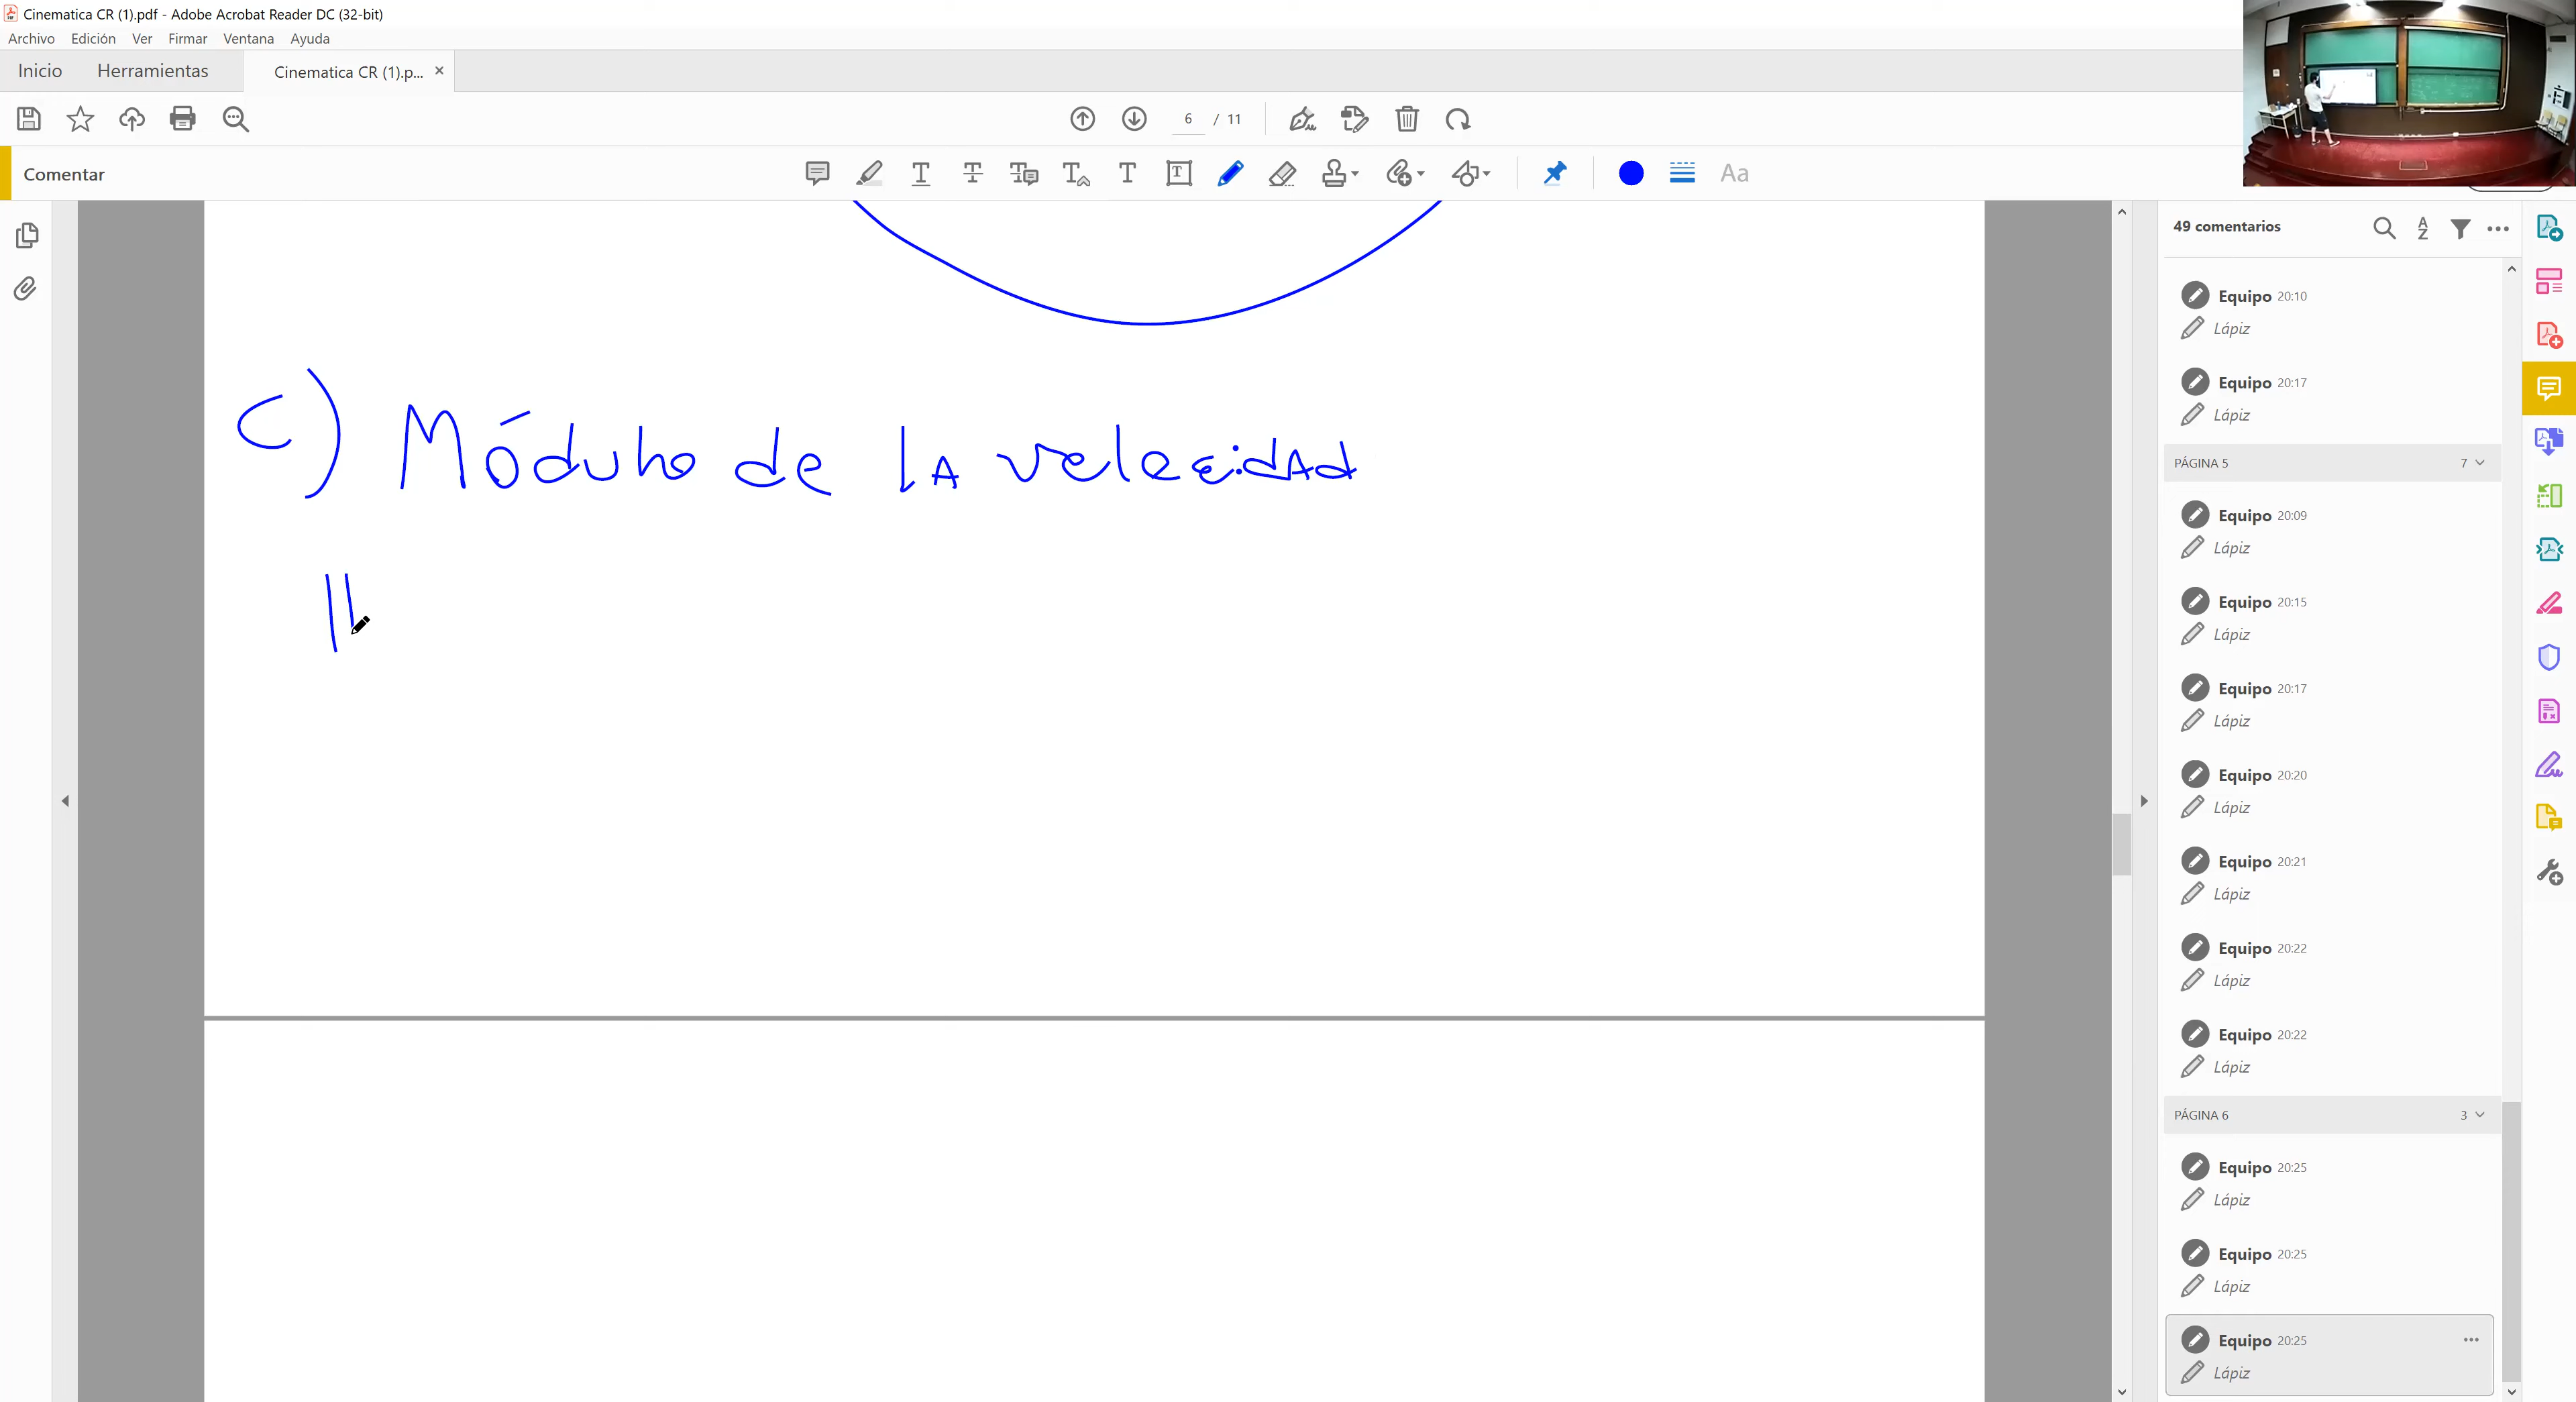 Cinematica CR (1).pdf - Adobe Acrobat Reader DC (32-bit)
Archivo Edición Ver Firmar Ventana Ayuda
Inicio Herramientas Cinematica CR (1).p... ×
6 / 11
Comentar
Aa
49 comentarios
Equipo 20:10
Lápiz
Equipo 20:17
Lápiz
PÁGINA 5 7
Equipo 20:09
Lápiz
Equipo 20:15
Lápiz
Equipo 20:17
Lápiz
Equipo 20:20
Lápiz
Equipo 20:21
Lápiz
Equipo 20:22
Lápiz
Equipo 20:22
Lápiz
PÁGINA 6 3
Equipo 20:25
Lápiz
Equipo 20:25
Lápiz
Equipo 20:25
Lápiz
c) Módulo de la velocidad
||